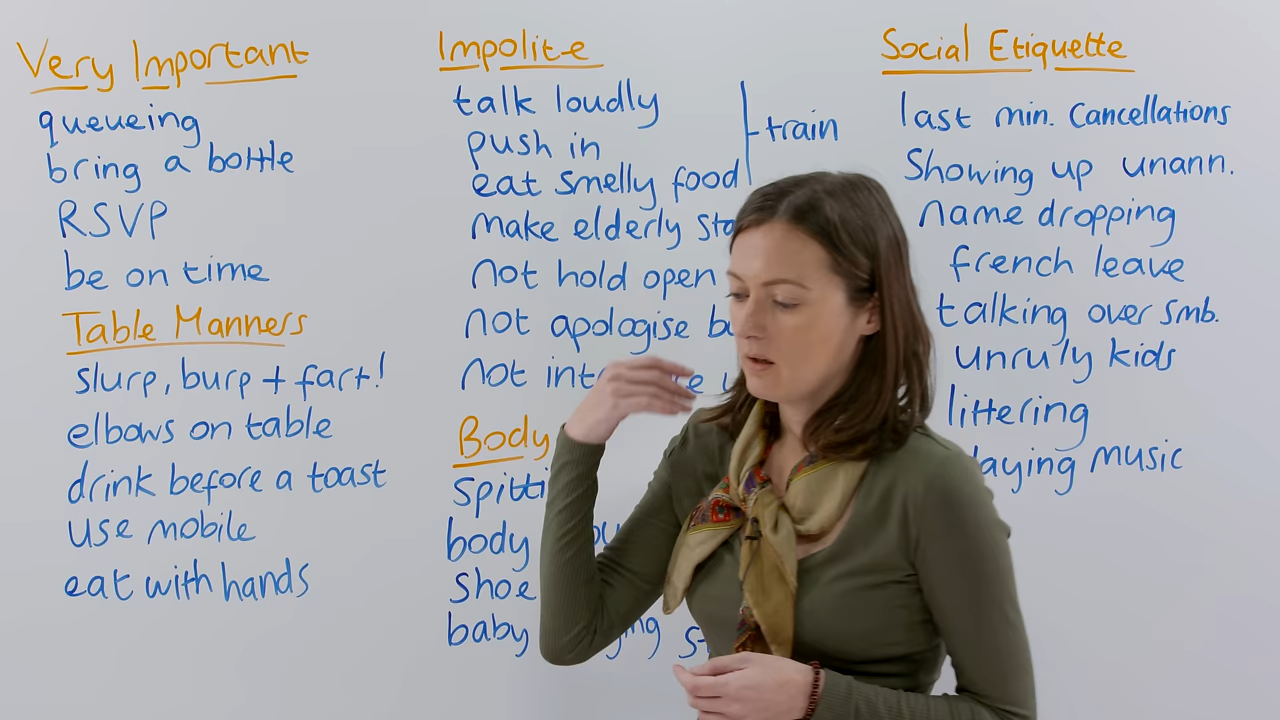 Very Important
queueing
bring a bottle
RSVP
be on time
Table Manners
slurp, burp + fart!
elbows on table
drink before a toast
use mobile
eat with hands
Impolite
talk loudly
push in
eat smelly food
train
make elderly
not hold open
not apologise
not
Body
body
shoe
baby
Social Etiquette
last min. Cancellations
Showing up unann.
name dropping
french leave
talking over smb.
unruly kids
littering
music